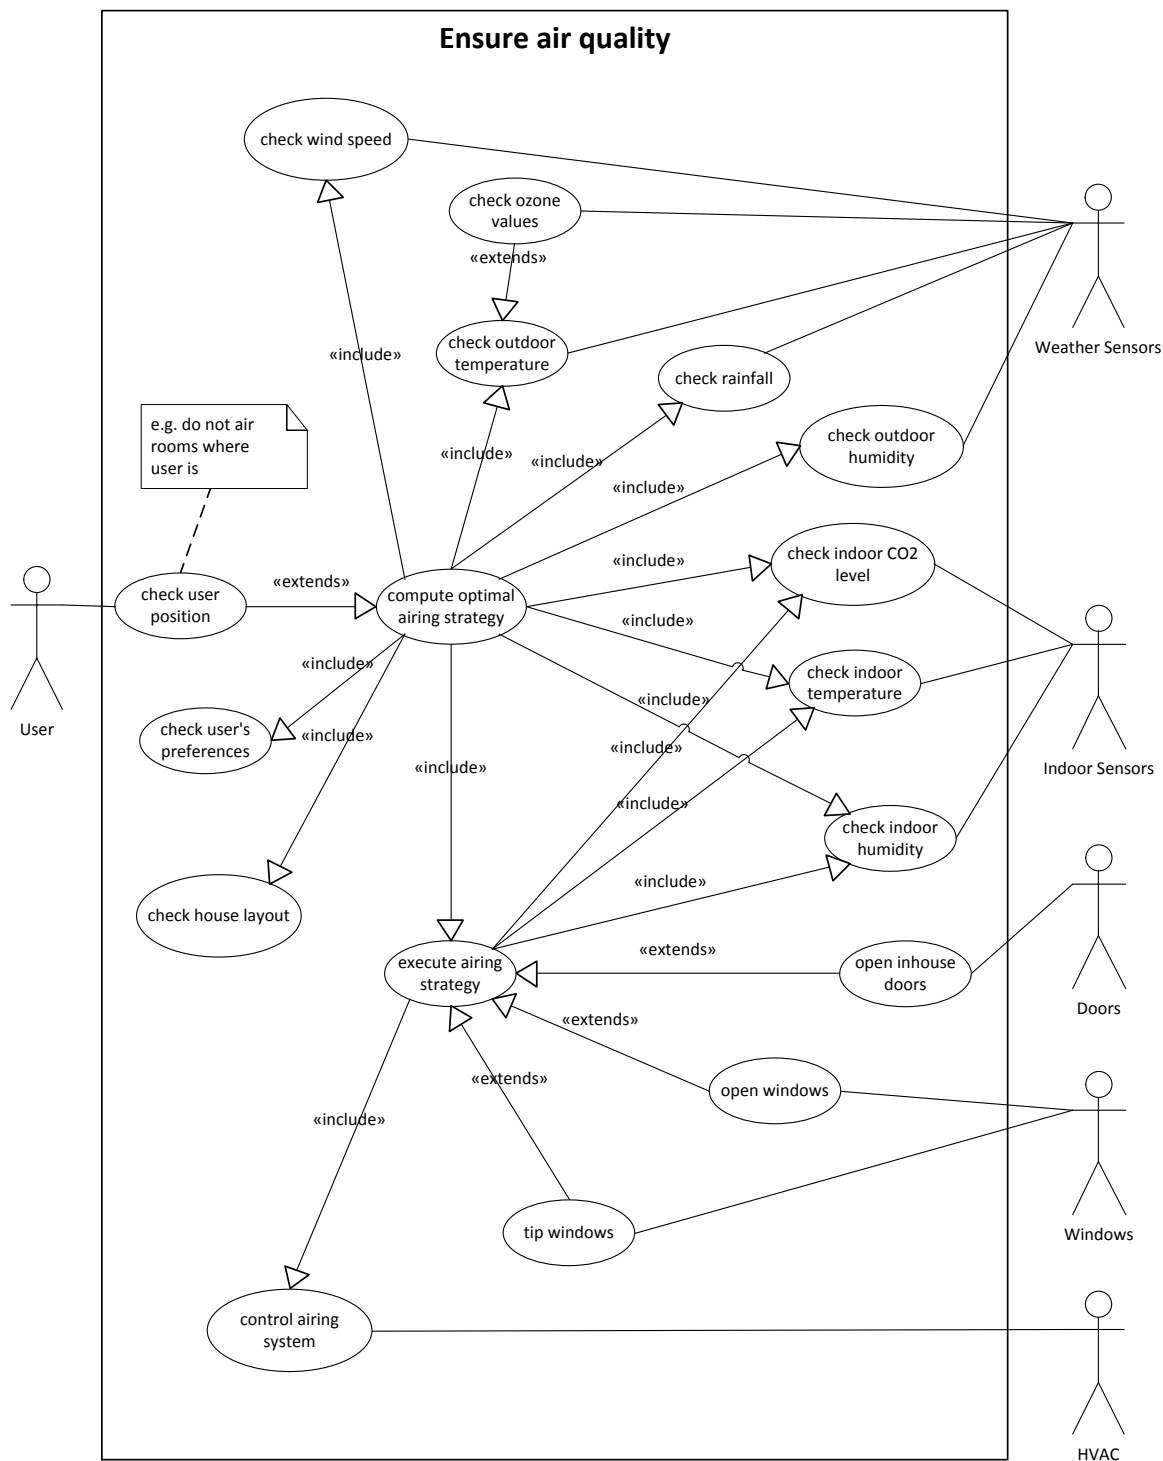 Ensure air quality
check wind speed
check ozone
values
«extends»
Weather Sensors
check outdoor
temperature
«include»
check rainfall
e.g. do not air
rooms where
user is
check outdoor
humidity
«include»
«include»
«include»
check indoor CO2
level
«include»
«extends»
check user
position
compute optimal
airing strategy
«include»
User
«include»
check indoor
temperature
Indoor Sensors
«include»
check user's
preferences
«include»
«include»
«include»
«include»
check indoor
humidity
«include»
check house layout
execute airing
strategy
«extends»
open inhouse
doors
Doors
«extends»
«extends»
open windows
«include»
tip windows
Windows
control airing
system
HVAC